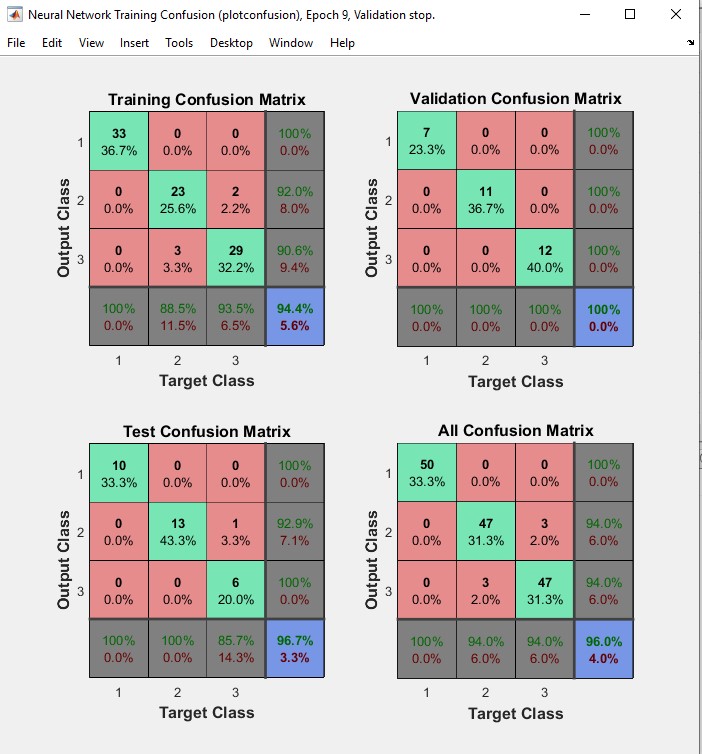 Neural Network Training Confusion (plotconfusion), Epoch 9, Validation stop.
File Edit View Insert Tools Desktop Window Help
Training Confusion Matrix
Output Class
1
33 0 0 100%
36.7% 0.0% 0.0% 0.0%
2
0 23 2 92.0%
0.0% 25.6% 2.2% 8.0%
3
0 3 29 90.6%
0.0% 3.3% 32.2% 9.4%
100% 88.5% 93.5% 94.4%
0.0% 11.5% 6.5% 5.6%
1 2 3
Target Class
Validation Confusion Matrix
Output Class
1
7 0 0 100%
23.3% 0.0% 0.0% 0.0%
2
0 11 0 100%
0.0% 36.7% 0.0% 0.0%
3
0 0 12 100%
0.0% 0.0% 40.0% 0.0%
100% 100% 100% 100%
0.0% 0.0% 0.0% 0.0%
1 2 3
Target Class
Test Confusion Matrix
Output Class
1
10 0 0 100%
33.3% 0.0% 0.0% 0.0%
2
0 13 1 92.9%
0.0% 43.3% 3.3% 7.1%
3
0 0 6 100%
0.0% 0.0% 20.0% 0.0%
100% 100% 85.7% 96.7%
0.0% 0.0% 14.3% 3.3%
1 2 3
Target Class
All Confusion Matrix
Output Class
1
50 0 0 100%
33.3% 0.0% 0.0% 0.0%
2
0 47 3 94.0%
0.0% 31.3% 2.0% 6.0%
3
0 3 47 94.0%
0.0% 2.0% 31.3% 6.0%
100% 94.0% 94.0% 96.0%
0.0% 6.0% 6.0% 4.0%
1 2 3
Target Class